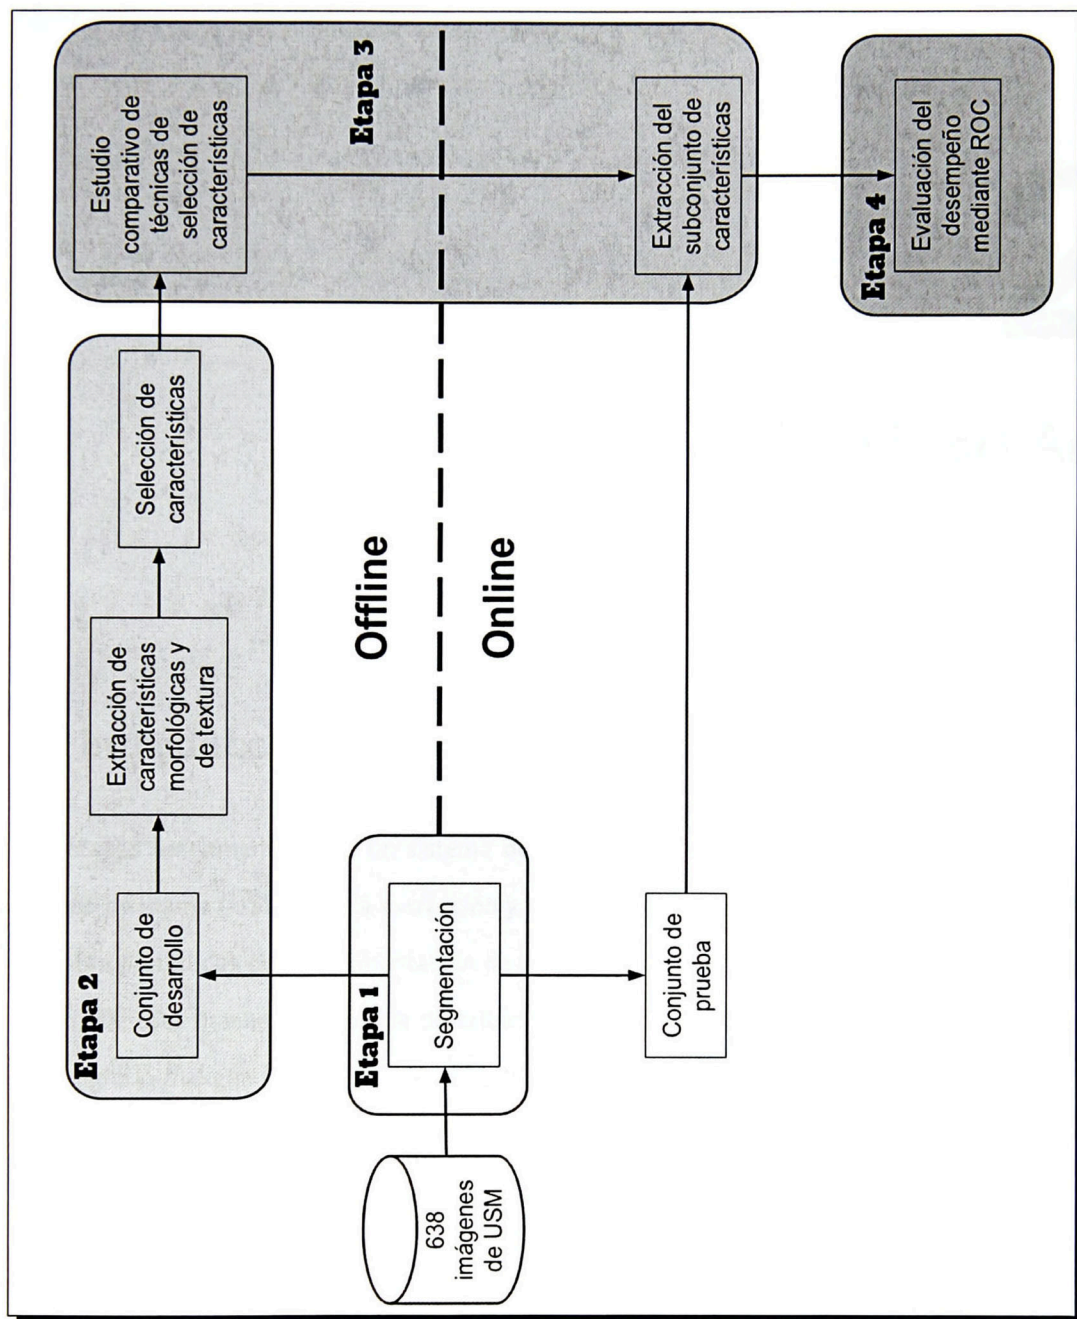 Etapa 2
Conjunto de
desarrollo
Extracción de
características
morfológicas y
de textura
Selección de
características
Estudio
comparativo de
técnicas de
selección de
características
Etapa 3
Offline
Online
638
imágenes
de USM
Etapa 1
Segmentación
Conjunto de
prueba
Extracción del
subconjunto de
características
Etapa 4
Evaluación del
desempeño
mediante ROC